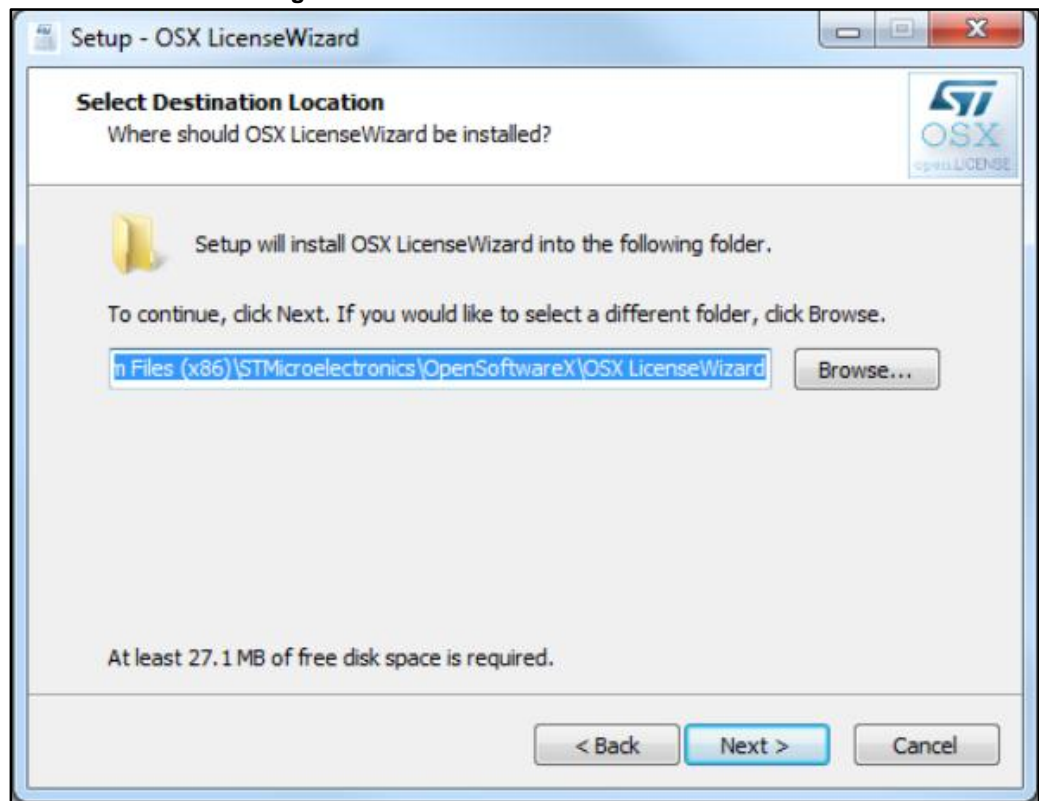 Setup - OSX LicenseWizard
Select Destination Location
Where should OSX LicenseWizard be installed?
ST
OSX
open.LICENSE
Setup will install OSX LicenseWizard into the following folder.
To continue, click Next. If you would like to select a different folder, click Browse.
n Files (x86)\STMicroelectronics\OpenSoftwareX\OSX LicenseWizard
Browse...
At least 27.1 MB of free disk space is required.
< Back
Next >
Cancel